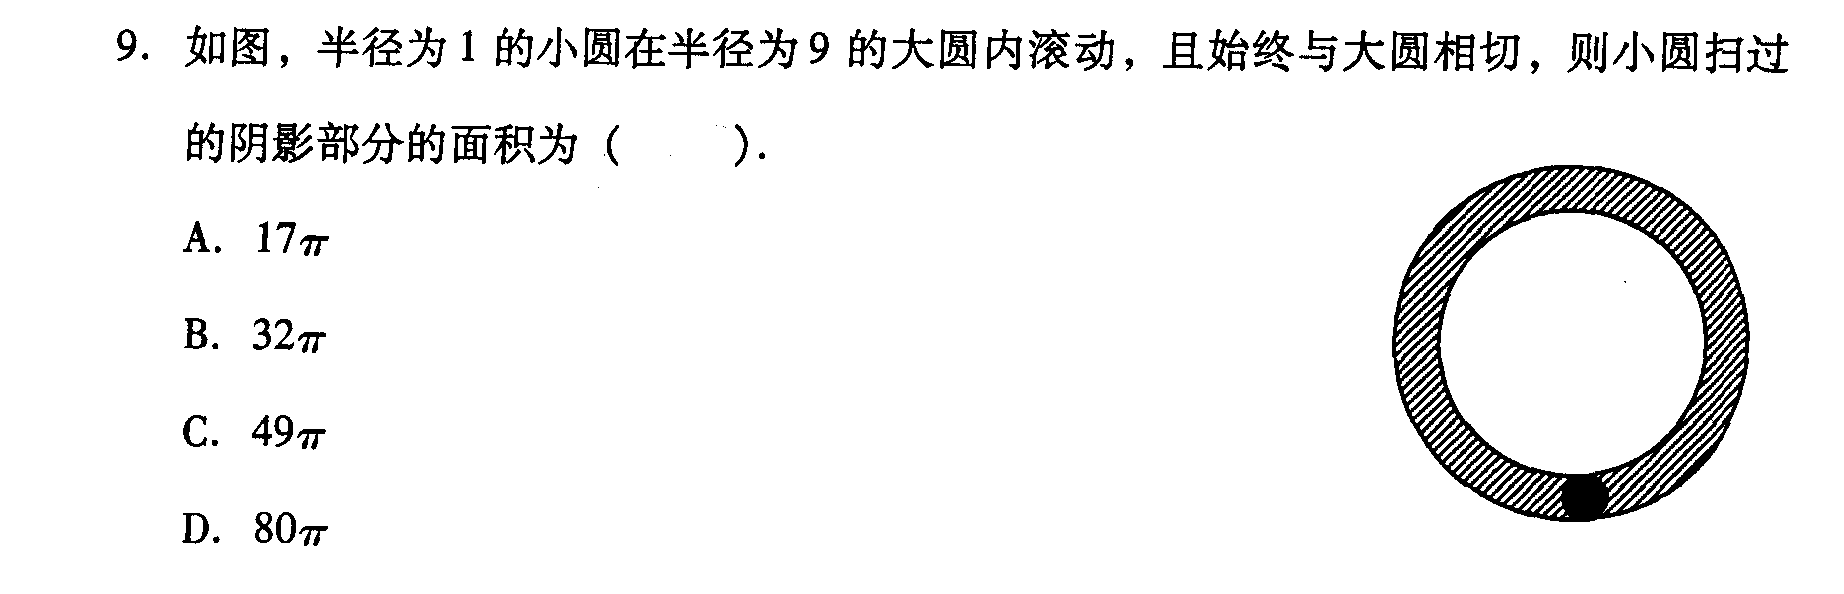 9. 如图，半径为1的小圆在半径为9的大圆内滚动，且始终与大圆相切，则小圆扫过
的阴影部分的面积为（　　）.
A. 17π
B. 32π
C. 49π
D. 80π